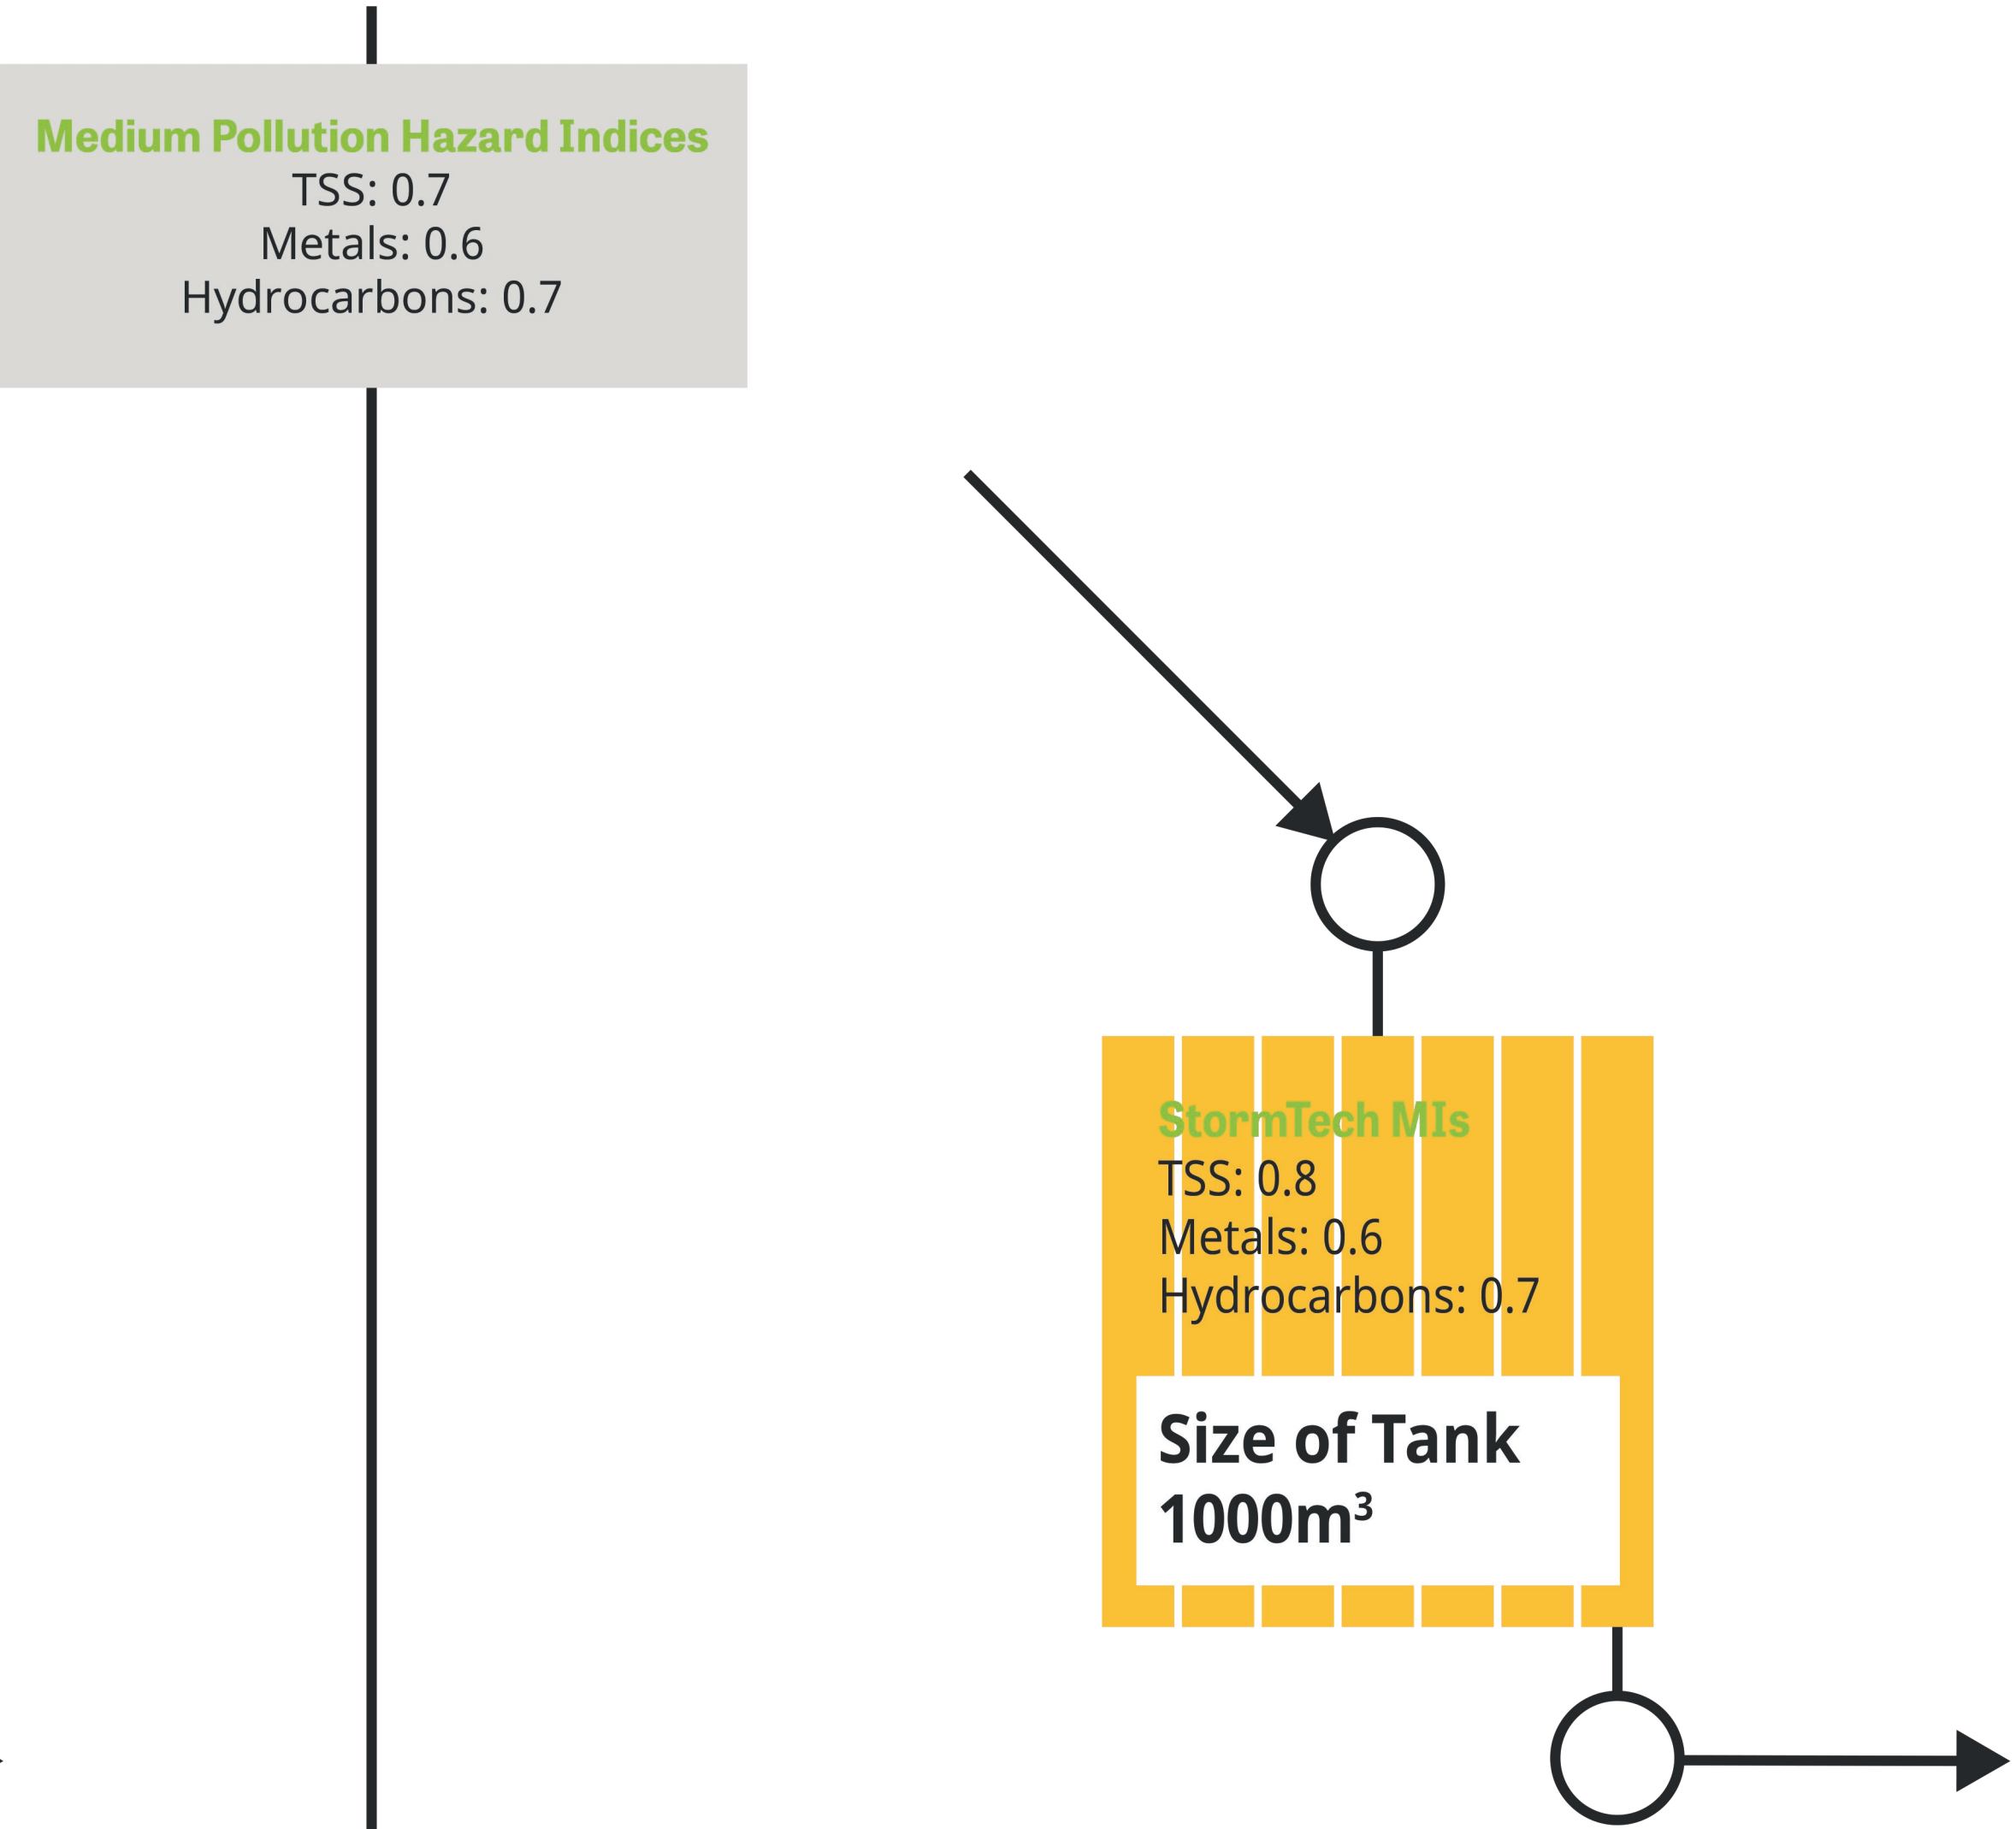 Medium Pollution Hazard Indices
TSS: 0.7
Metals: 0.6
Hydrocarbons: 0.7
StormTech MIs
TSS: 0.8
Metals: 0.6
Hydrocarbons: 0.7
Size of Tank
1000m³